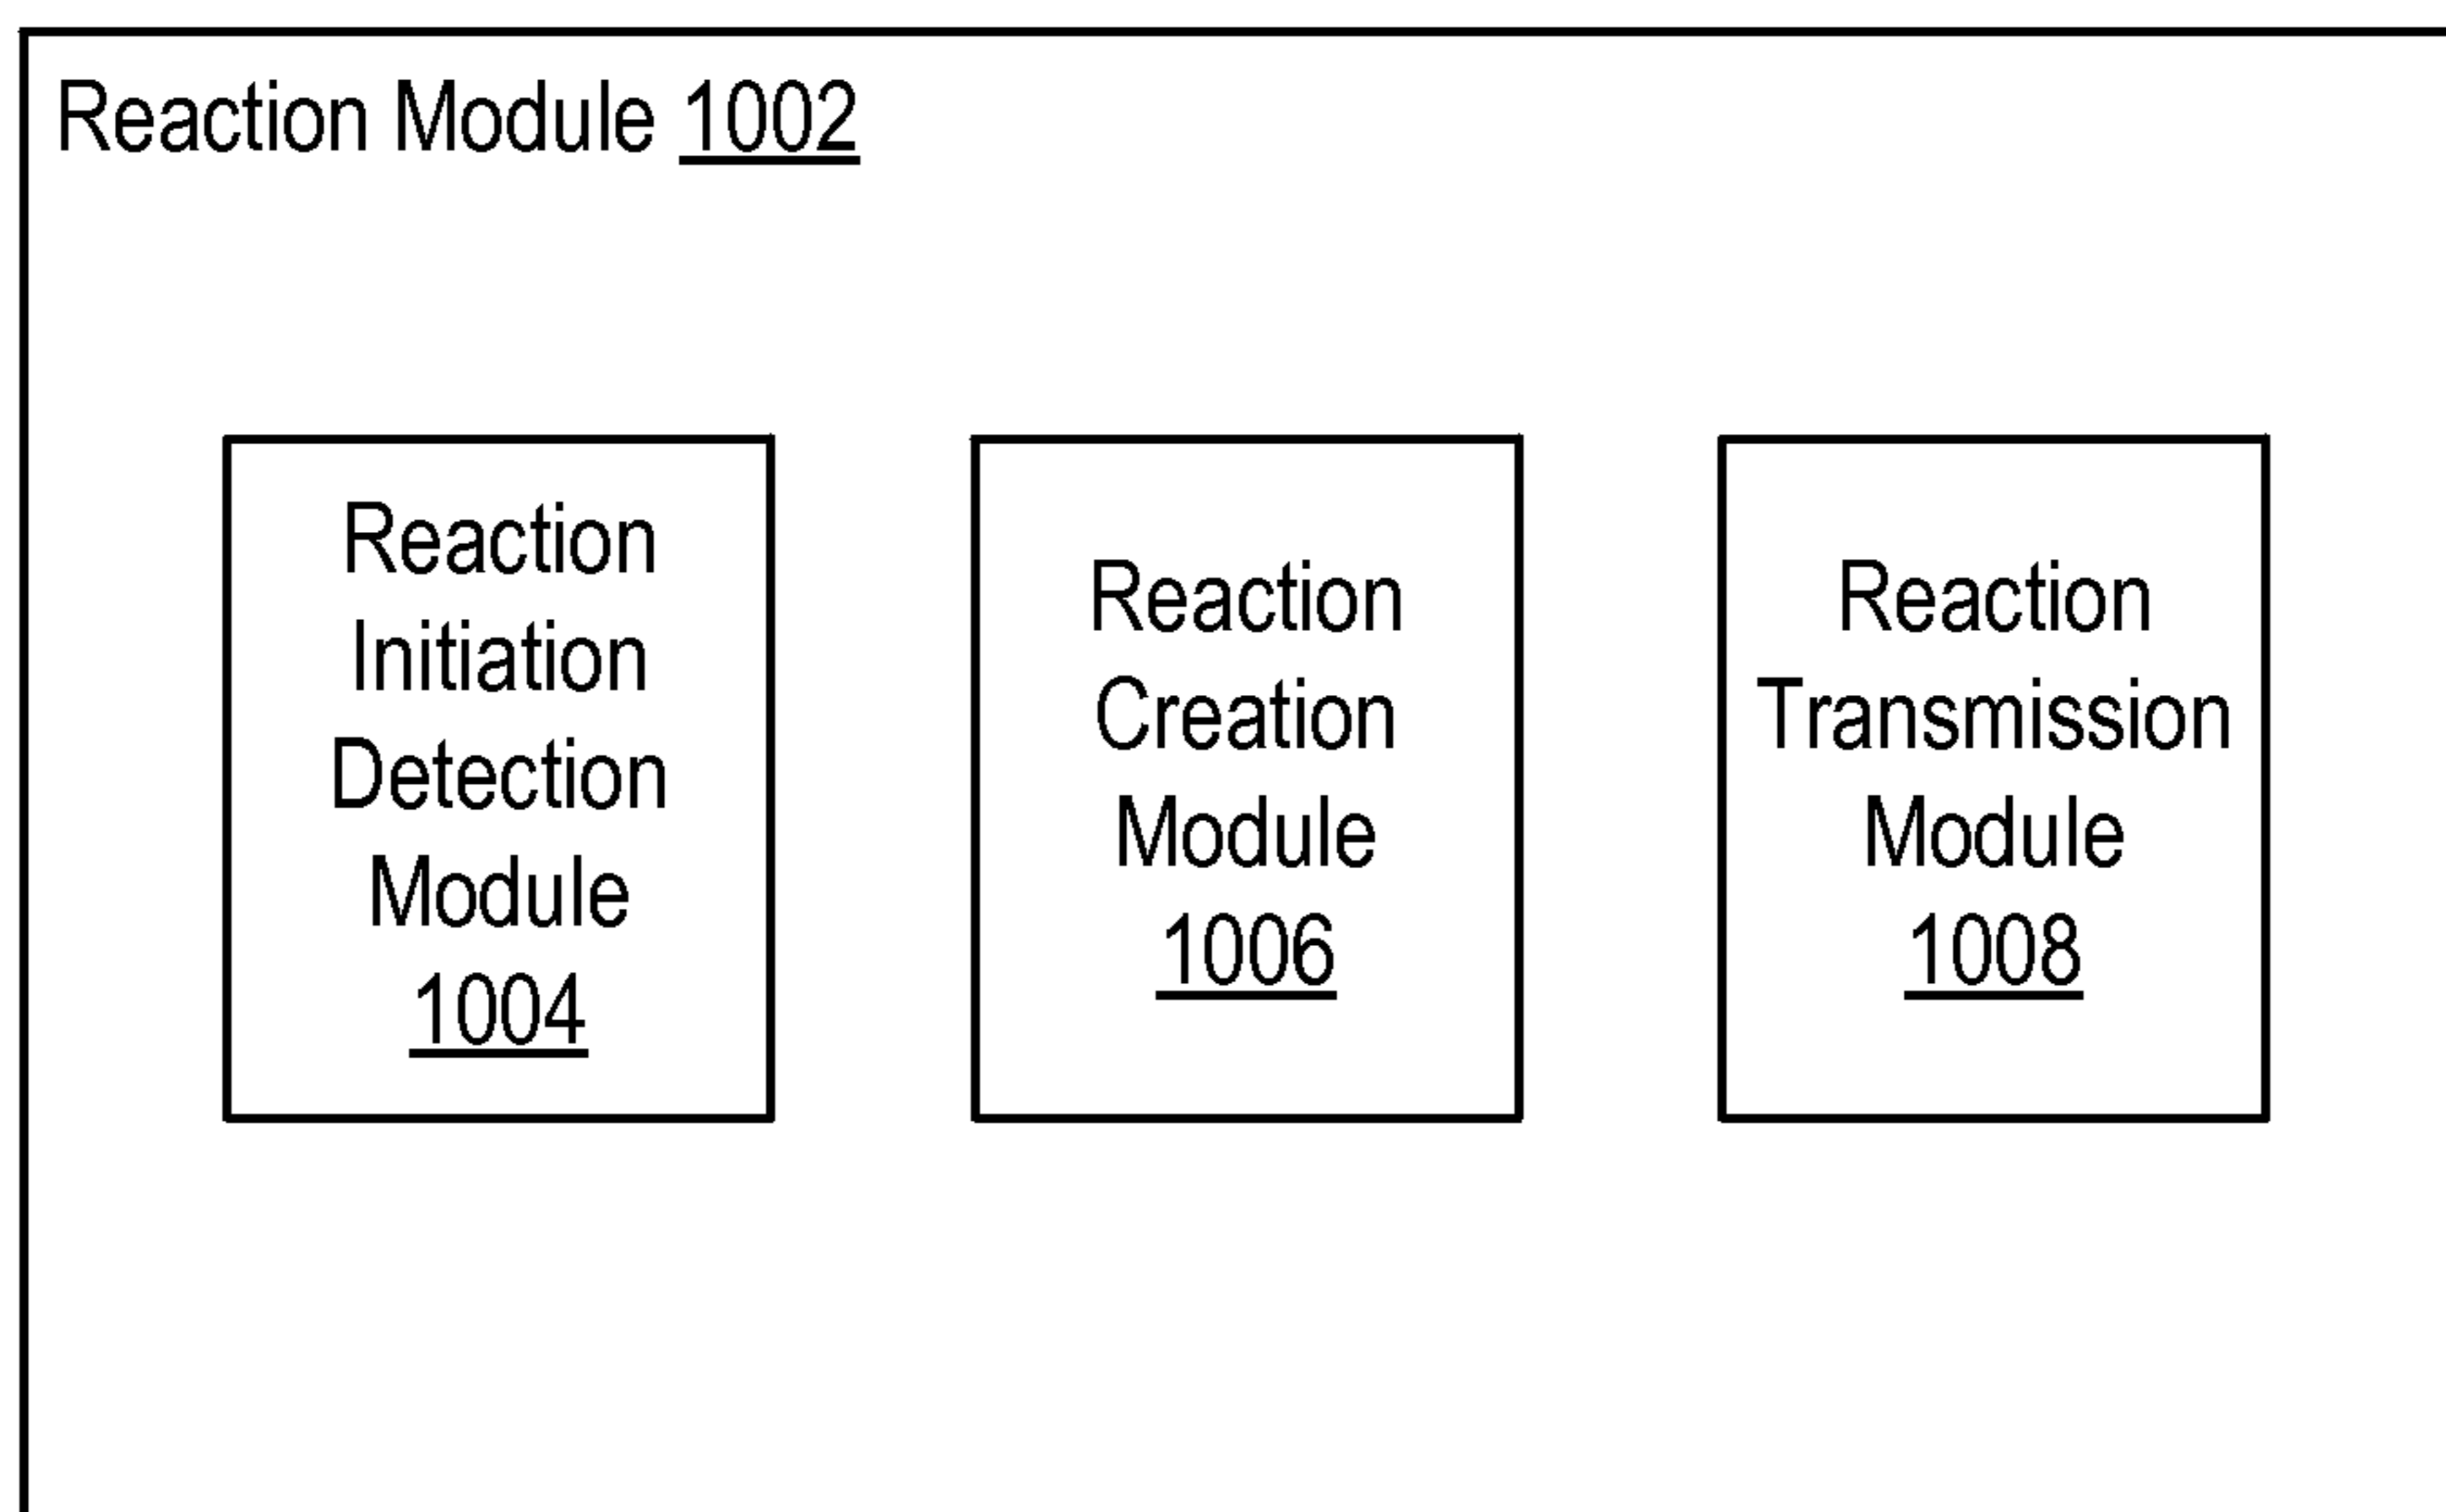 Reaction Module 1002
Reaction
Initiation
Detection
Module
1004
Reaction
Creation
Module
1006
Reaction
Transmission
Module
1008